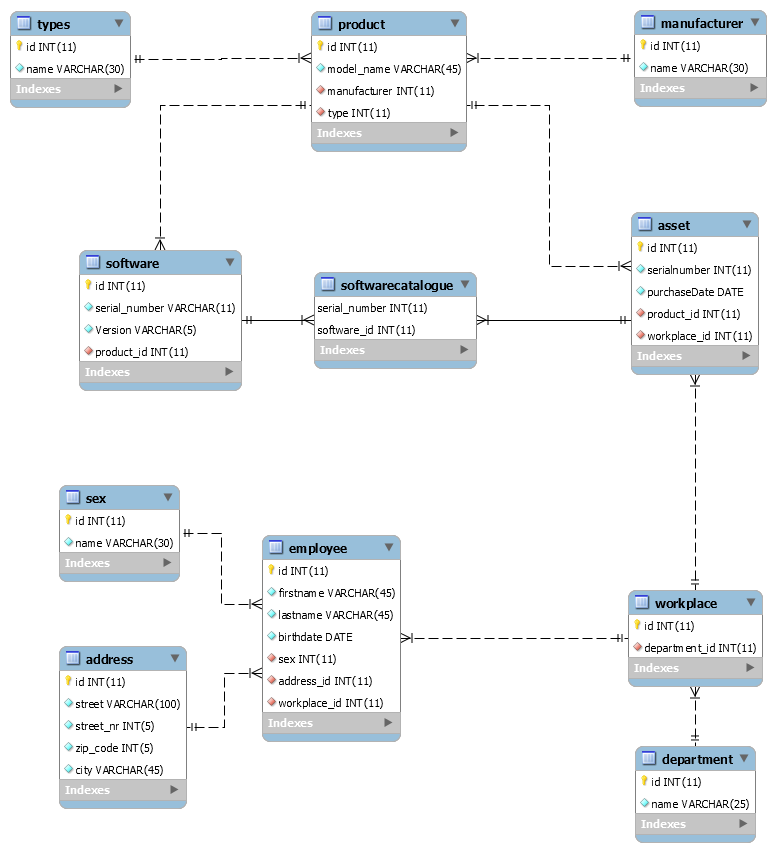 types
id INT(11)
name VARCHAR(30)
Indexes
product
id INT(11)
model_name VARCHAR(45)
manufacturer INT(11)
type INT(11)
Indexes
manufacturer
id INT(11)
name VARCHAR(30)
Indexes
software
id INT(11)
serial_number VARCHAR(11)
Version VARCHAR(5)
product_id INT(11)
Indexes
softwarecatalogue
serial_number INT(11)
software_id INT(11)
Indexes
asset
id INT(11)
serialnumber INT(11)
purchaseDate DATE
product_id INT(11)
workplace_id INT(11)
Indexes
sex
id INT(11)
name VARCHAR(30)
Indexes
employee
id INT(11)
firstname VARCHAR(45)
lastname VARCHAR(45)
birthdate DATE
sex INT(11)
address_id INT(11)
workplace_id INT(11)
Indexes
workplace
id INT(11)
department_id INT(11)
Indexes
address
id INT(11)
street VARCHAR(100)
street_nr INT(5)
zip_code INT(5)
city VARCHAR(45)
Indexes
department
id INT(11)
name VARCHAR(25)
Indexes